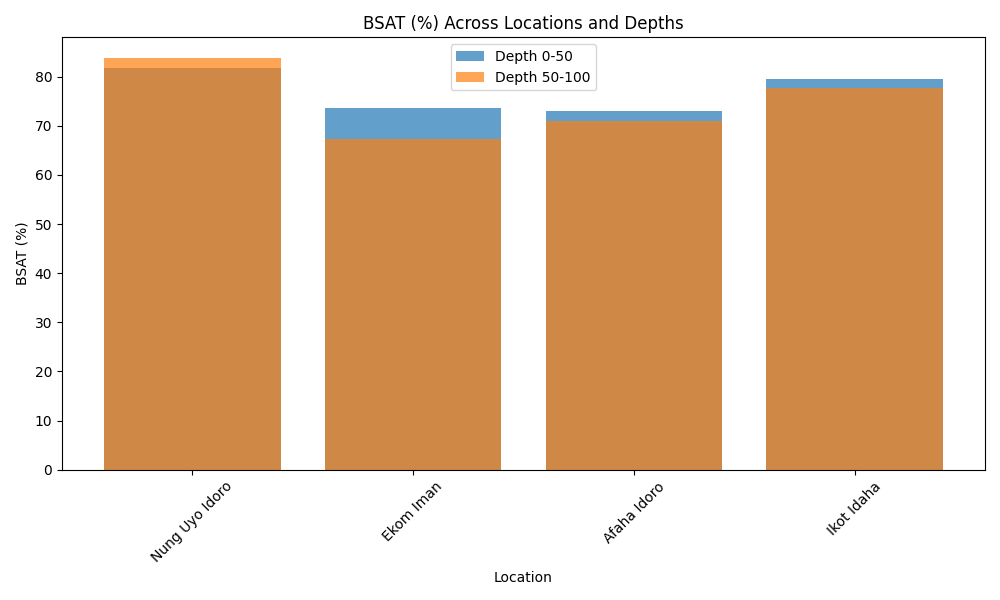 BSAT (%) Across Locations and Depths
Depth 0-50
Depth 50-100
BSAT (%)
80
70
60
50
40
30
20
10
0
Nung Uyo Idoro
Ekom Iman
Afaha Idoro
Ikot Idaha
Location